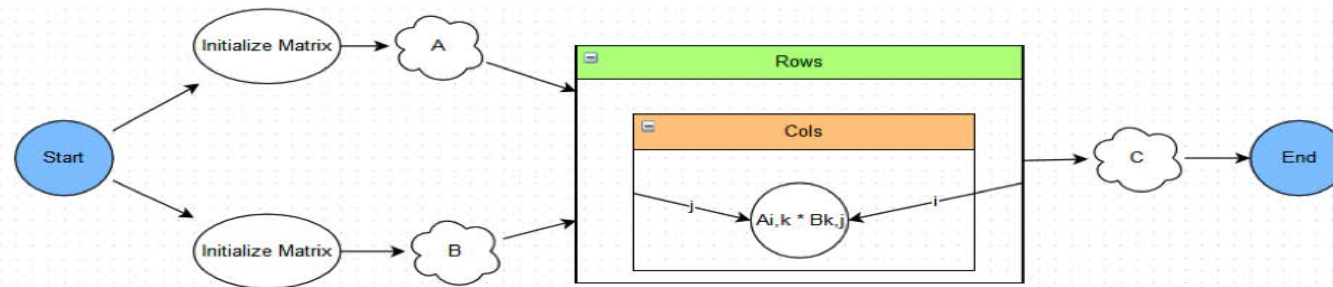 Start
Initialize Matrix
A
Initialize Matrix
B
Rows
Cols
j
Ai,k * Bk,j
i
C
End